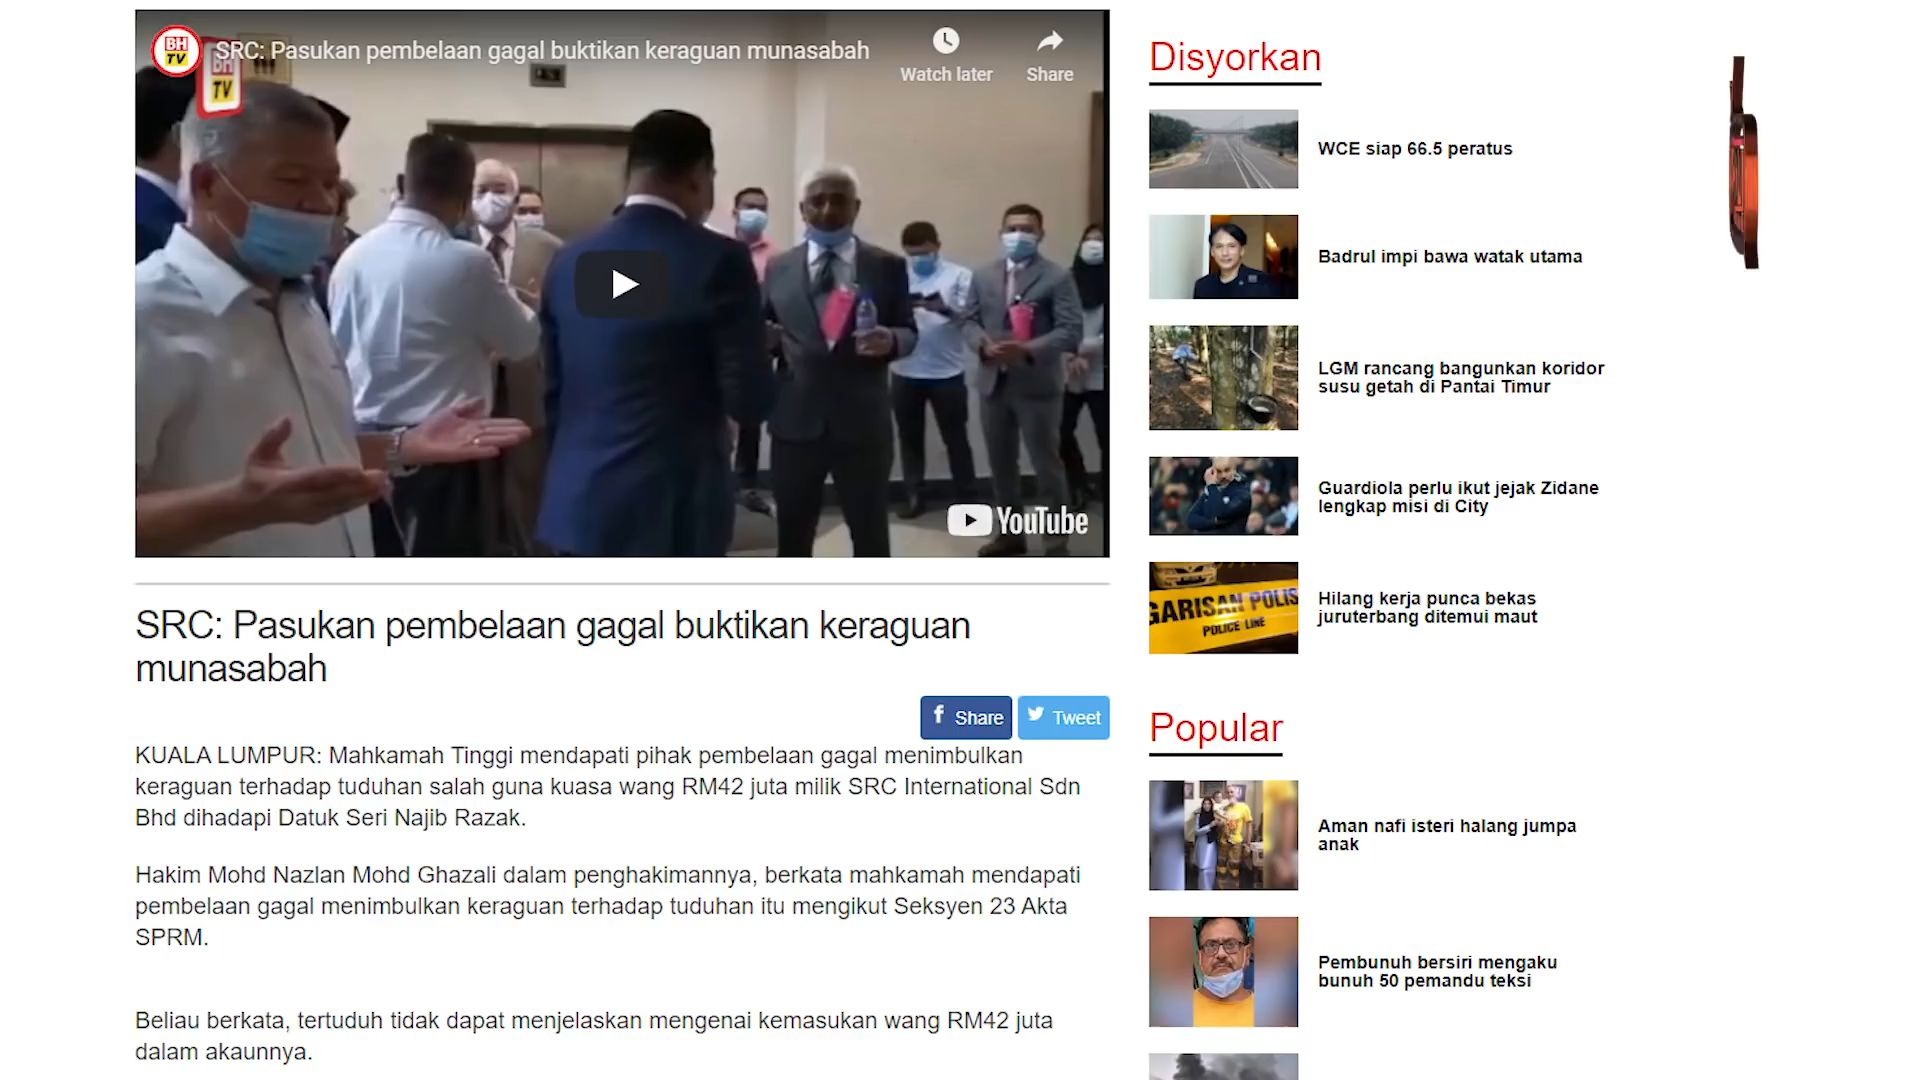 BH
TV
SRC: Pasukan pembelaan gagal buktikan keraguan munasabah
Watch later
Share
BH
TV
YouTube
SRC: Pasukan pembelaan gagal buktikan keraguan
munasabah
Share
Tweet
KUALA LUMPUR: Mahkamah Tinggi mendapati pihak pembelaan gagal menimbulkan
keraguan terhadap tuduhan salah guna kuasa wang RM42 juta milik SRC International Sdn
Bhd dihadapi Datuk Seri Najib Razak.
Hakim Mohd Nazlan Mohd Ghazali dalam penghakimannya, berkata mahkamah mendapati
pembelaan gagal menimbulkan keraguan terhadap tuduhan itu mengikut Seksyen 23 Akta
SPRM.
Beliau berkata, tertuduh tidak dapat menjelaskan mengenai kemasukan wang RM42 juta
dalam akaunnya.
Disyorkan
WCE siap 66.5 peratus
Badrul impi bawa watak utama
LGM rancang bangunkan koridor
susu getah di Pantai Timur
Guardiola perlu ikut jejak Zidane
lengkap misi di City
GARISAN POLIS
POLICE LINE
Hilang kerja punca bekas
juruterbang ditemui maut
Popular
Aman nafi isteri halang jumpa
anak
Pembunuh bersiri mengaku
bunuh 50 pemandu teksi